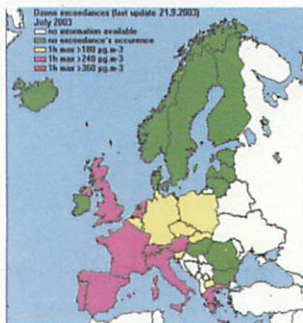 Ozone exceedances (last update 21.9.2003)
July 2003
no information available
no exceedance's occurence
1h max >180 µg.m-3
1h max >240 µg.m-3
1h max >360 µg.m-3